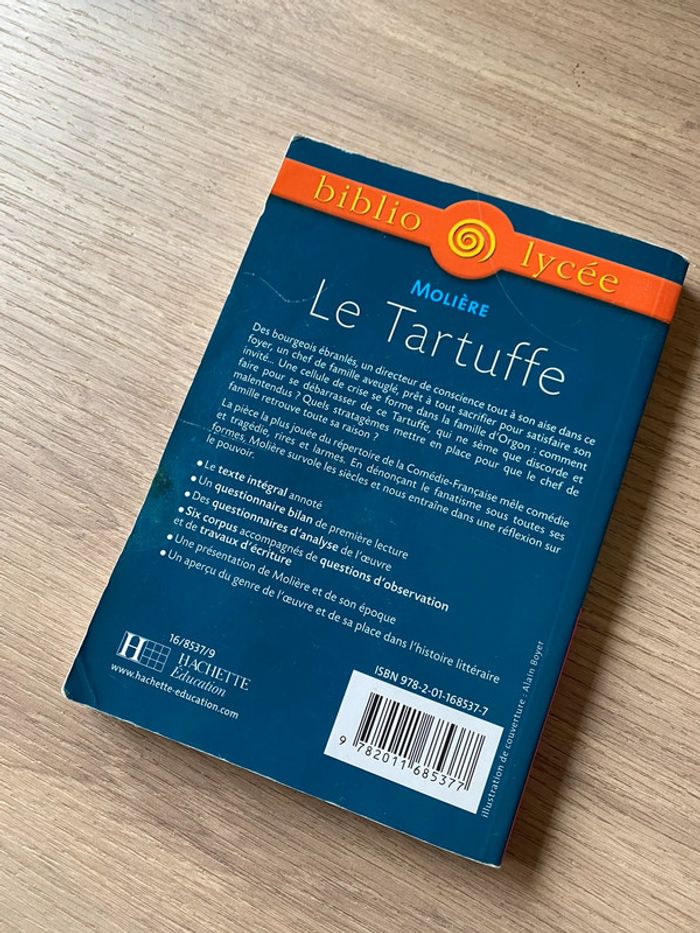 biblio lycée
MOLIÈRE
Le Tartuffe
Des bourgeois ébranlés, un directeur de conscience tout à son aise dans ce
foyer, un chef de famille aveuglé, prêt à tout sacrifier pour satisfaire son
invité... Une cellule de crise se forme dans la famille d'Orgon : comment
faire pour se débarrasser de ce Tartuffe, qui ne sème que discorde et
malentendus ? Quels stratagèmes mettre en place pour que le chef de
famille retrouve toute sa raison ?
La pièce la plus jouée du répertoire de la Comédie-Française mêle comédie
et tragédie, rires et larmes. En dénonçant le fanatisme sous toutes ses
formes, Molière survole les siècles et nous entraîne dans une réflexion sur
le pouvoir.
• Le texte intégral annoté
• Un questionnaire bilan de première lecture
• Des questionnaires d'analyse de l'œuvre
• Six corpus accompagnés de questions d'observation
et de travaux d'écriture
• Une présentation de Molière et de son époque
• Un aperçu du genre de l'œuvre et de sa place dans l'histoire littéraire
16/8537/9
H HACHETTE
Éducation
www.hachette-education.com
ISBN 978-2-01-168537-7
9 782011 685377
illustration de couverture : Alain Boyer